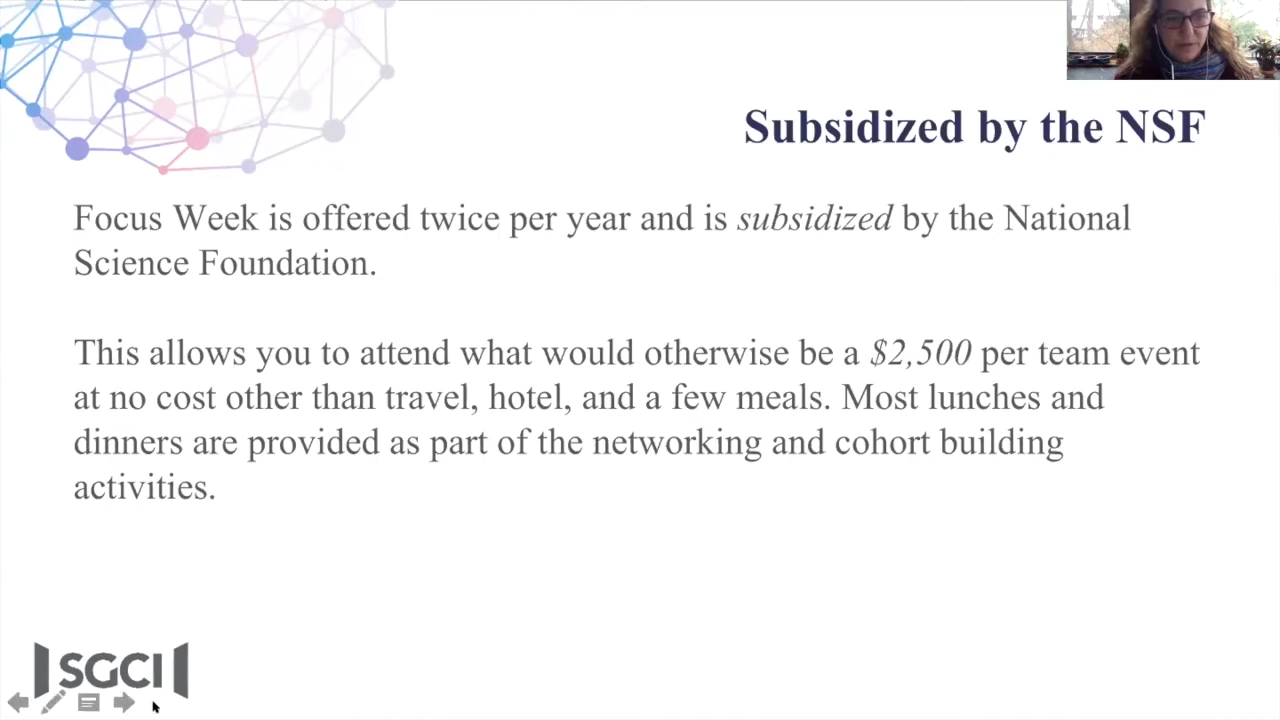 Subsidized by the NSF
Focus Week is offered twice per year and is subsidized by the National
Science Foundation.
This allows you to attend what would otherwise be a $2,500 per team event
at no cost other than travel, hotel, and a few meals. Most lunches and
dinners are provided as part of the networking and cohort building
activities.
SGCI